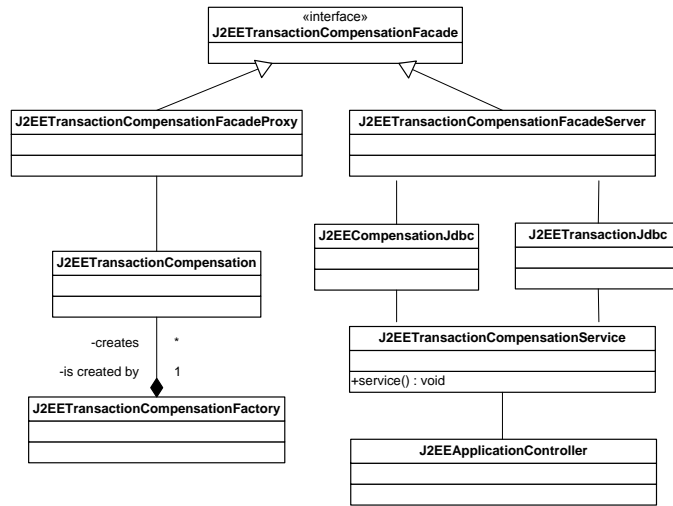 «interface»
J2EETransactionCompensationFacade
J2EETransactionCompensationFacadeProxy
J2EETransactionCompensationFacadeServer
J2EECompensationJdbc
J2EETransactionJdbc
J2EETransactionCompensation
-creates
*
-is created by
1
J2EETransactionCompensationFactory
J2EETransactionCompensationService
+service() : void
J2EEApplicationController